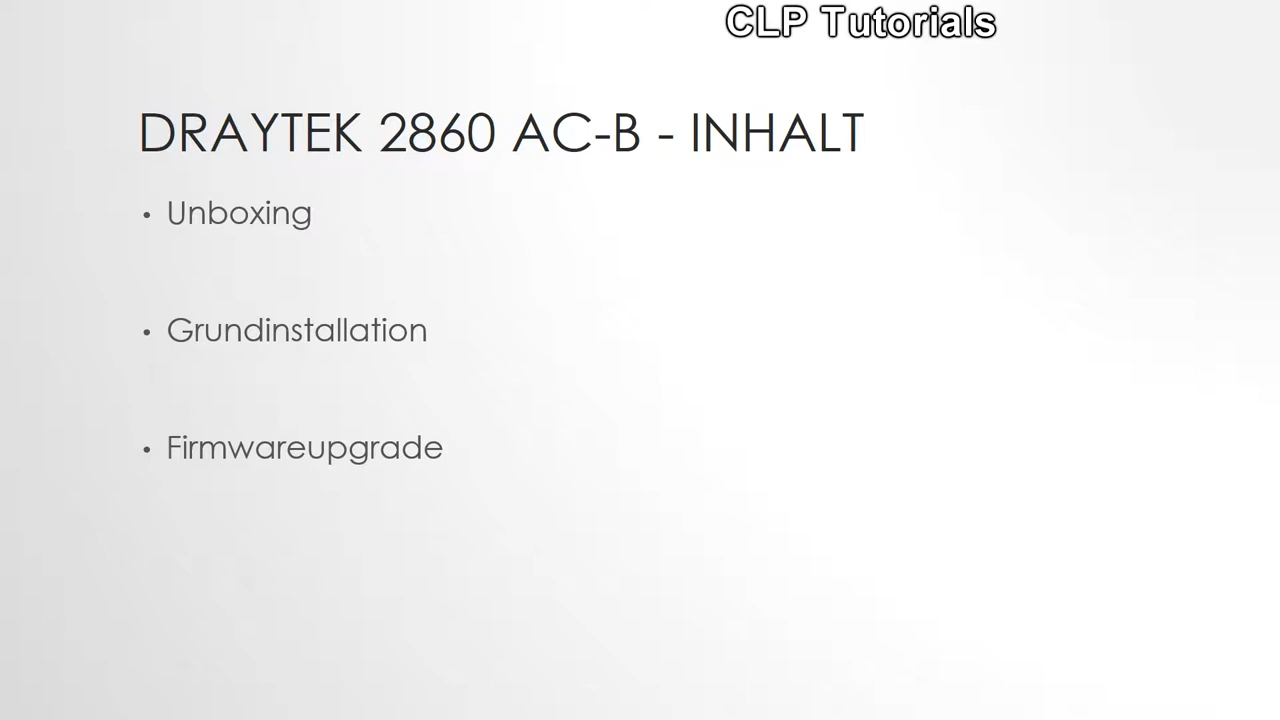 CLP Tutorials
DRAYTEK 2860 AC-B - INHALT
• Unboxing
• Grundinstallation
• Firmwareupgrade